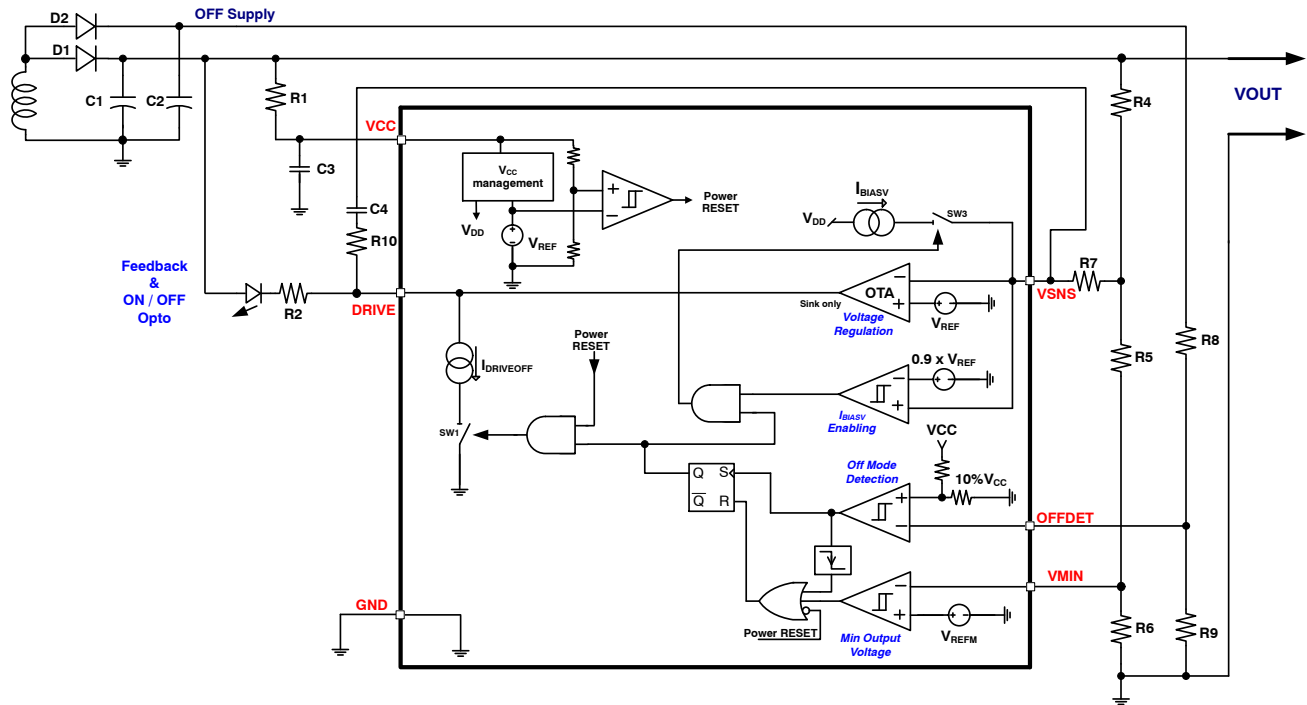 D2
OFF Supply
D1
C1
C2
R1
R4
VOUT
VCC
C3
VCC
management
VDD
VREF
Power
RESET
IBIASV
VDD
SW3
C4
R10
Feedback
&
ON / OFF
Opto
R2
DRIVE
OTA
Sink only
Voltage
Regulation
VREF
VSNS
R7
R5
R8
IDRIVEOFF
Power
RESET
0.9 x VREF
IBIASV
Enabling
SW1
VCC
Off Mode
Detection
10%VCC
Q
S
Q
R
OFFDET
VMIN
GND
Power RESET
Min Output
Voltage
VREFM
R6
R9
+
−
+
−
−
+
−
+
+
−
−
+
+
−
+
−
+
−
+
−